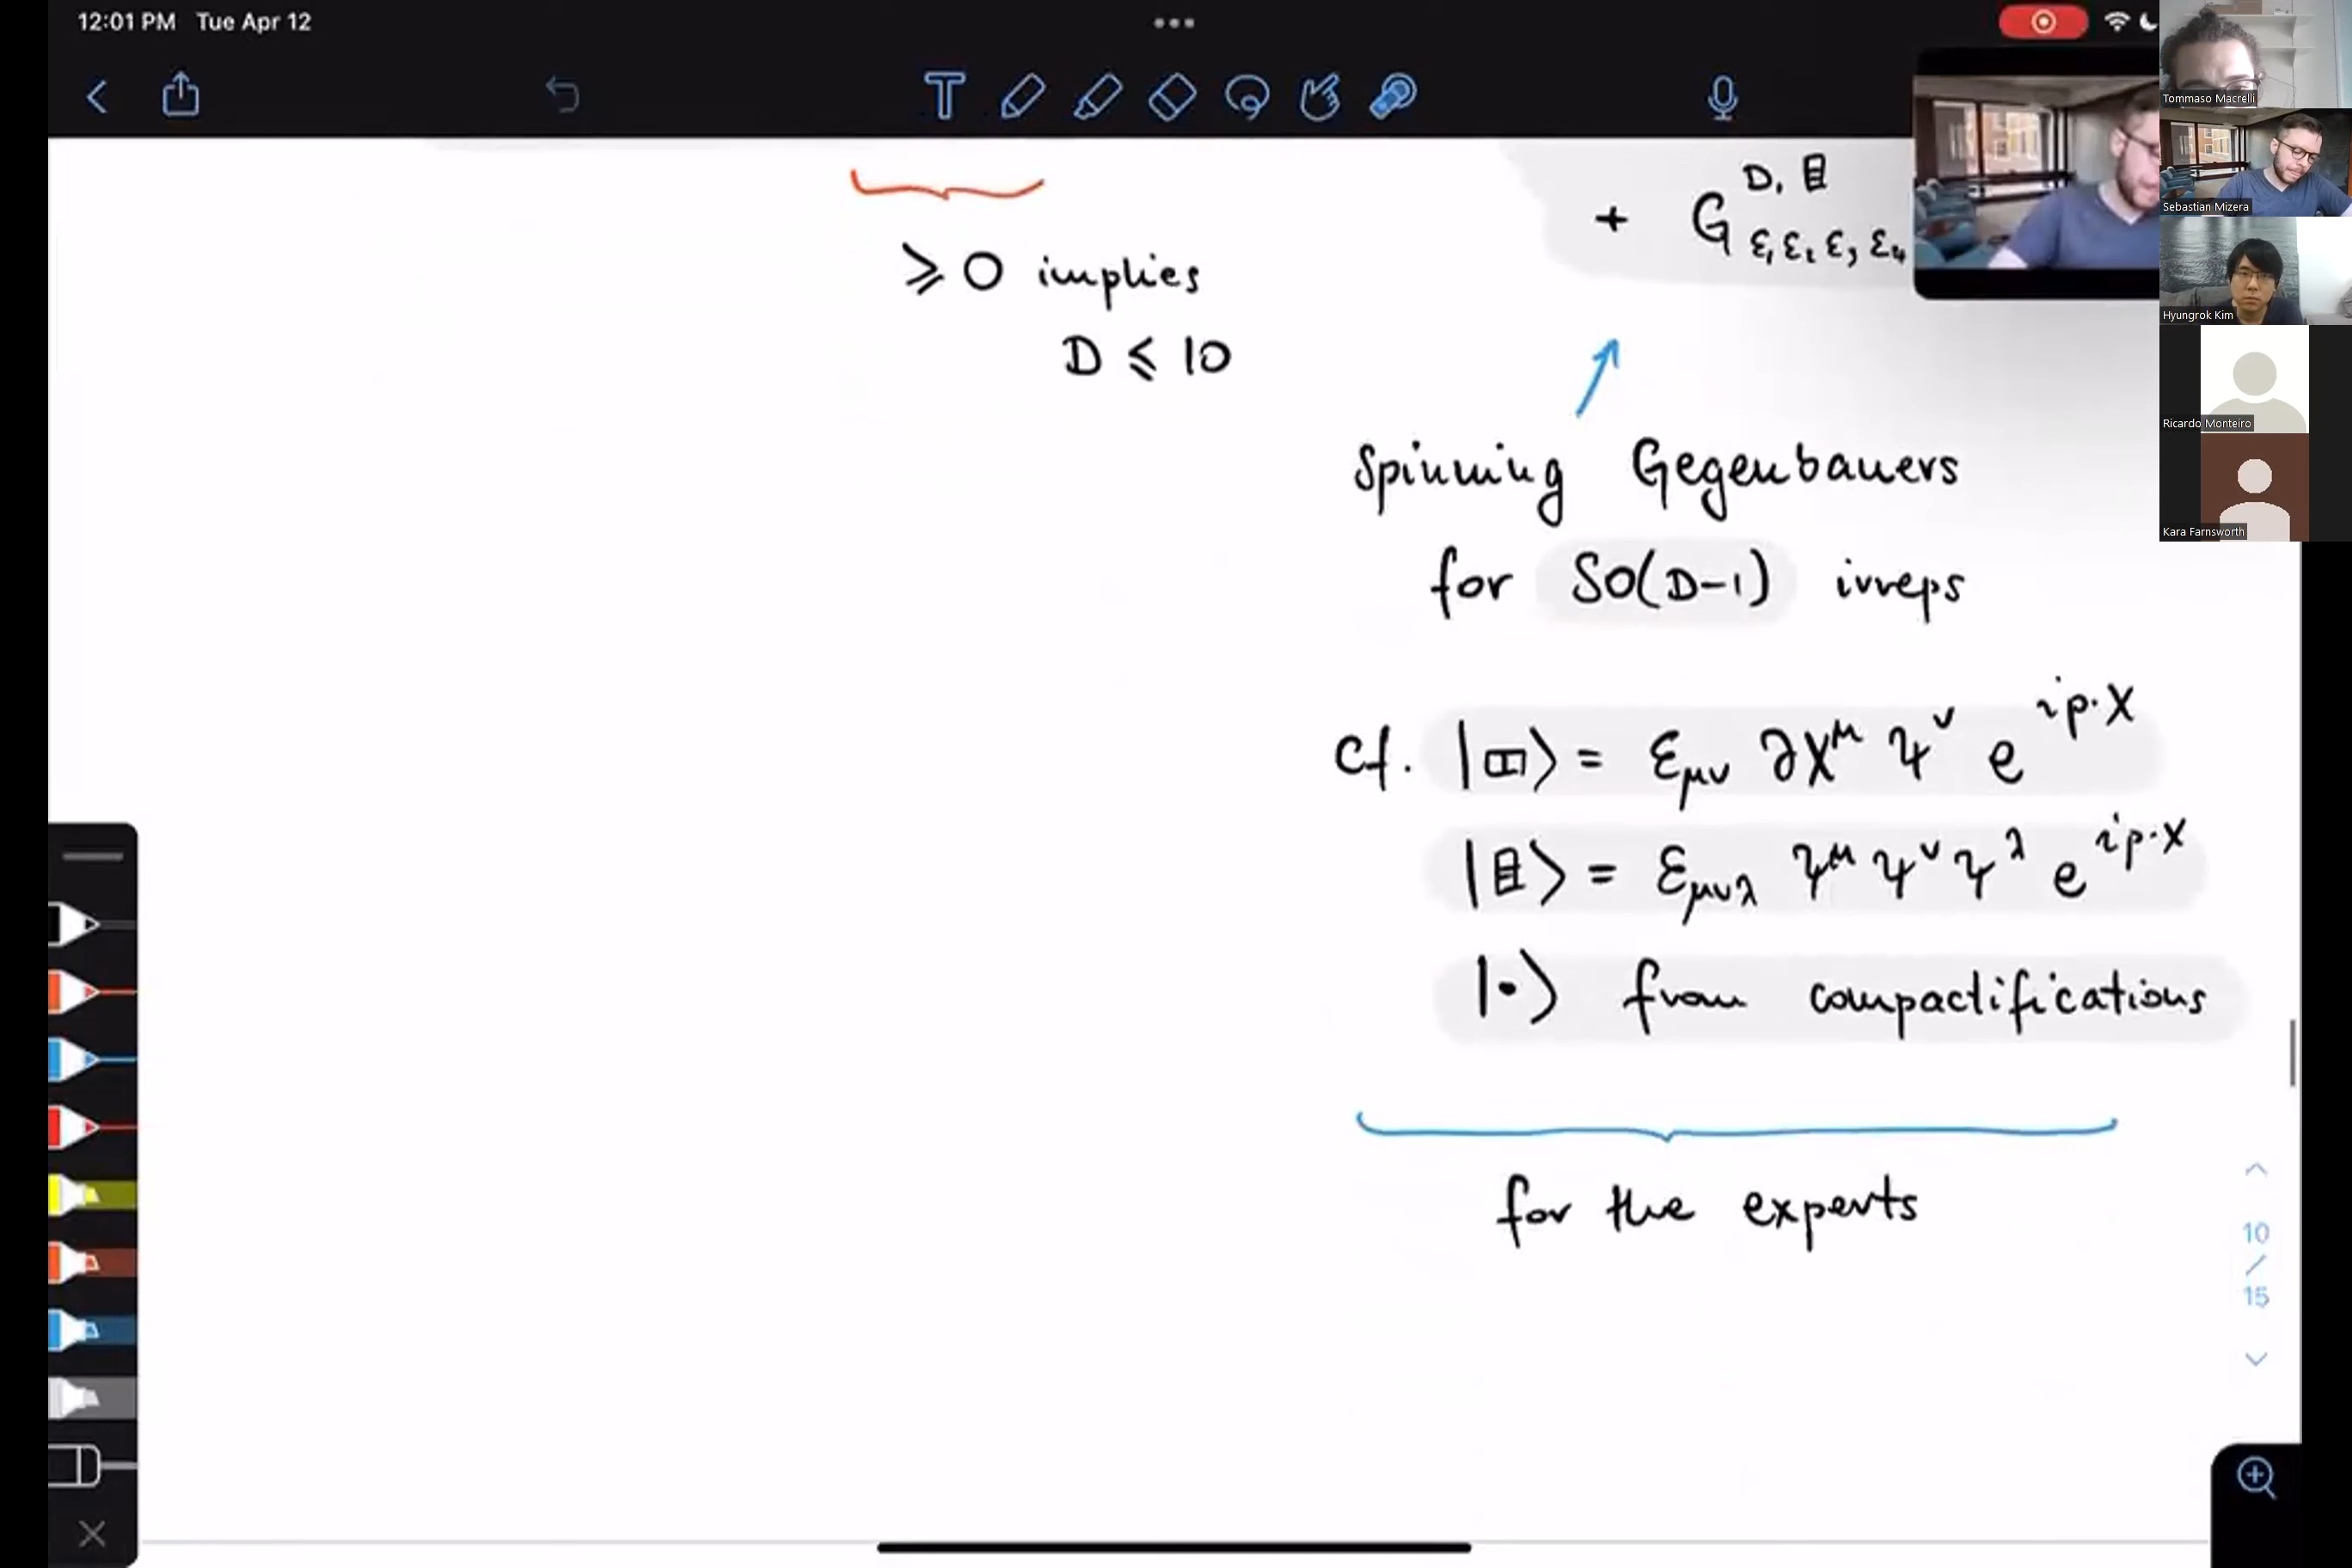 12:01 PM Tue Apr 12
Tommaso Macrelli
Sebastian Mizera
Hyungrok Kim
Ricardo Monteiro
Kara Farnsworth
≥ 0 implies
D ≤ 10
+ G^{D, 目}_{ε₁ε₂ε₃ε₄}
Spinning Gegenbauers
for SO(D-1) irreps
Cf. |▯▯⟩ = ε_{μν} ∂X^μ ψ^ν e^{ip·X}
|目⟩ = ε_{μνλ} ψ^μ ψ^ν ψ^λ e^{ip·X}
|•⟩ from compactifications
for the experts
10
/
15